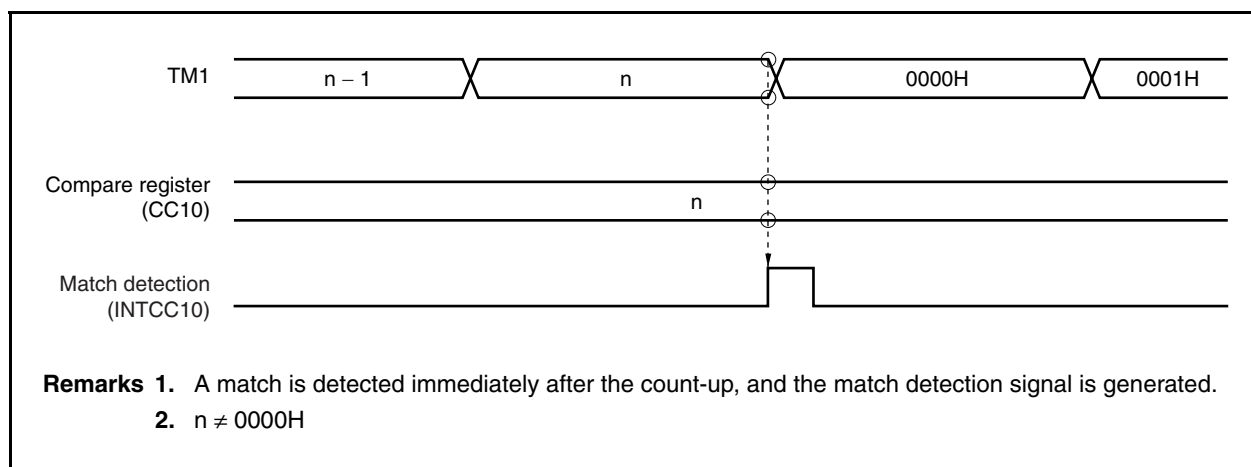 TM1
n − 1
n
0000H
0001H
Compare register
(CC10)
n
Match detection
(INTCC10)
Remarks 1. A match is detected immediately after the count-up, and the match detection signal is generated.
2. n ≠ 0000H